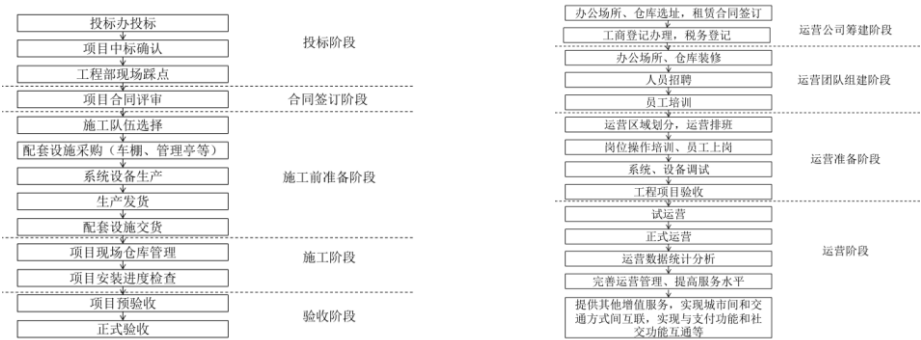 投标办投标
项目中标确认
工程部现场踩点
投标阶段
项目合同评审
合同签订阶段
施工队伍选择
配套设施采购（车棚、管理亭等）
系统设备生产
生产发货
配套设施交货
施工前准备阶段
项目现场仓库管理
项目安装进度检查
施工阶段
项目预验收
正式验收
验收阶段
办公场所、仓库选址，租赁合同签订
工商登记办理，税务登记
运营公司筹建阶段
办公场所、仓库装修
人员招聘
员工培训
运营团队组建阶段
运营区域划分，运营排班
岗位操作培训、员工上岗
系统、设备调试
工程项目验收
运营准备阶段
试运营
正式运营
运营数据统计分析
完善运营管理、提高服务水平
提供其他增值服务，实现城市间和交
通方式间互联，实现与支付功能和社
交功能互通等
运营阶段